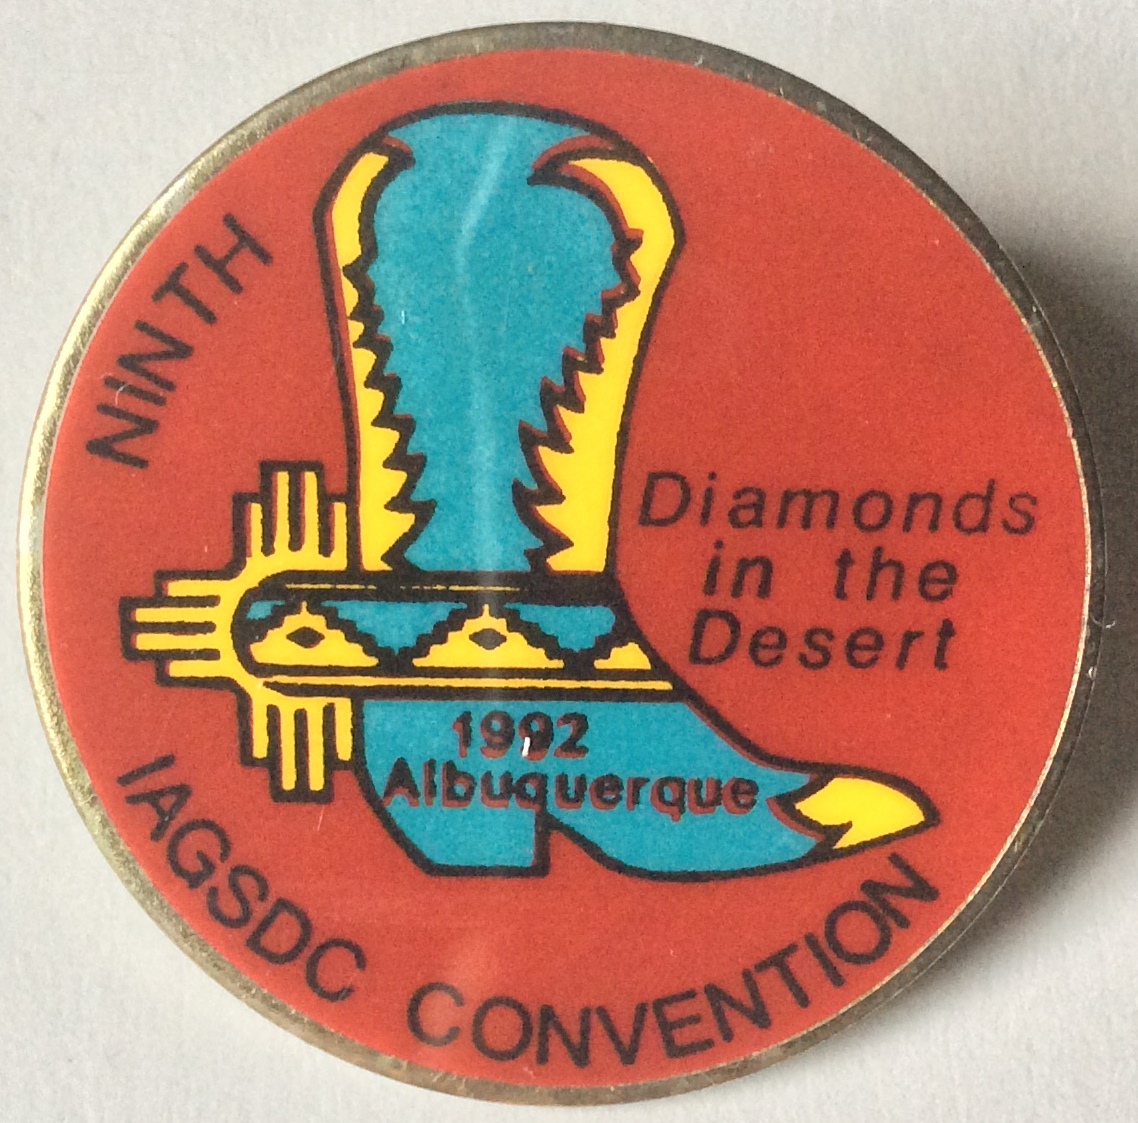 NINTH
Diamonds
in the
Desert
1992
Albuquerque
IAGSDC CONVENTION